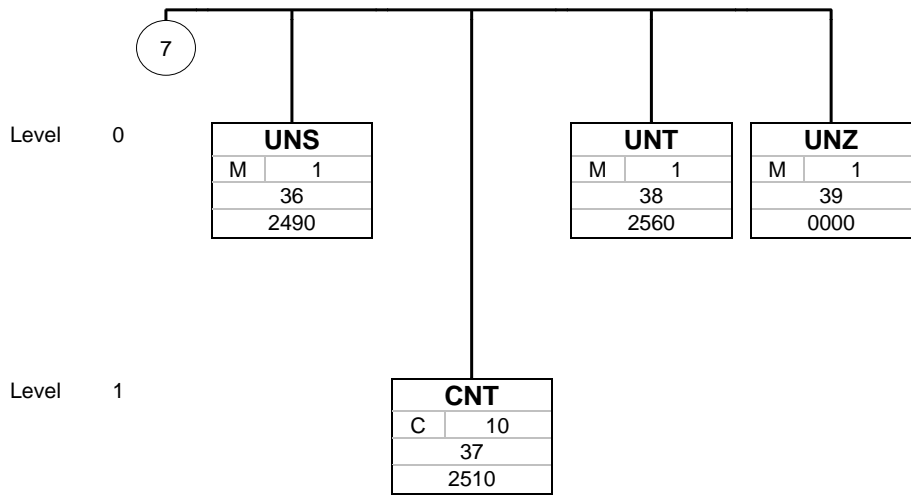 7
Level 0
UNS
M 1
36
2490
UNT
M 1
38
2560
UNZ
M 1
39
0000
Level 1
CNT
C 10
37
2510